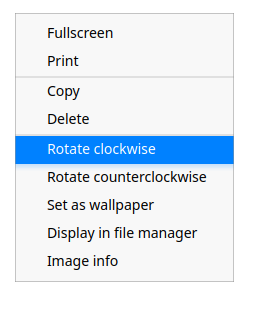 Fullscreen
Print
Copy
Delete
Rotate clockwise
Rotate counterclockwise
Set as wallpaper
Display in file manager
Image info